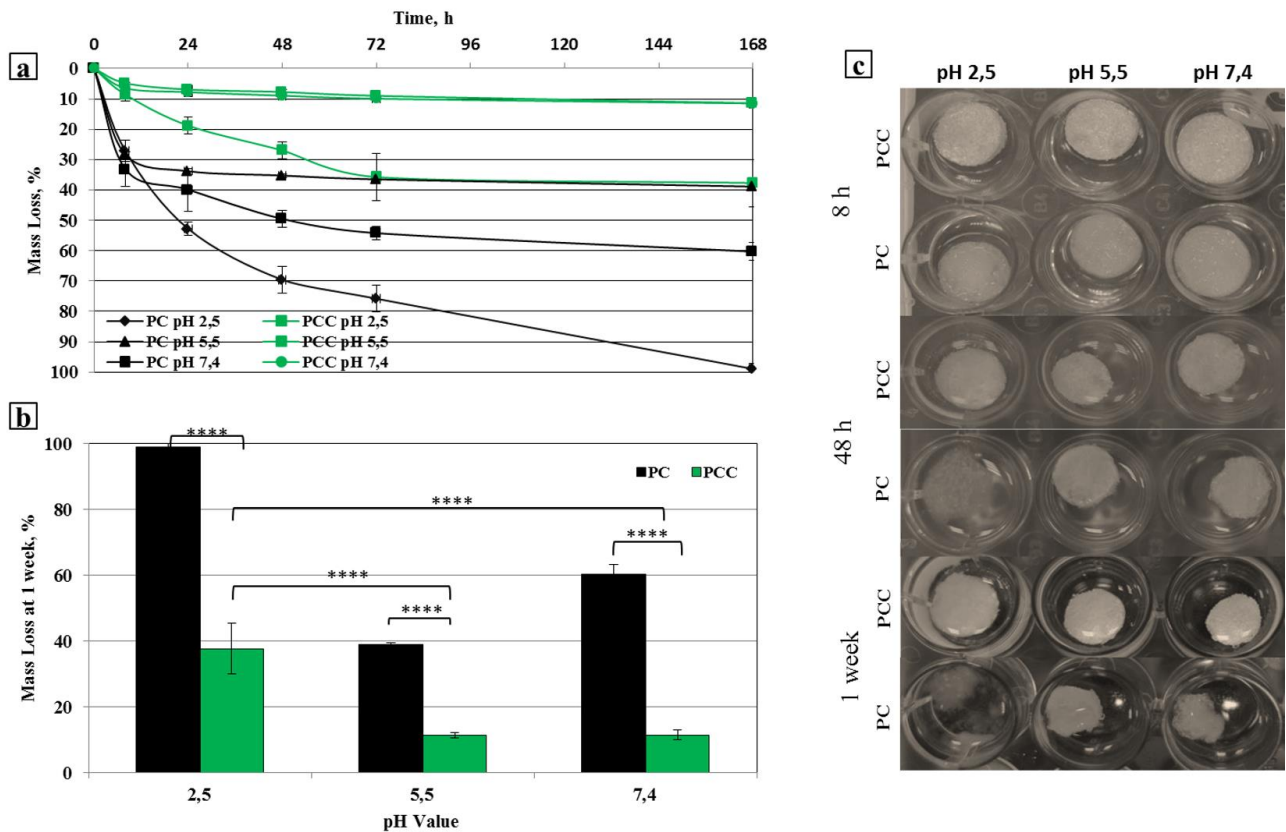 Time, h
a
0 24 48 72 96 120 144 168
0
10
20
30
40
50
60
70
80
90
100
Mass Loss, %
PC pH 2,5
PCC pH 2,5
PC pH 5,5
PCC pH 5,5
PC pH 7,4
PCC pH 7,4
b
100
80
60
40
20
0
Mass Loss at 1 week, %
****
****
****
****
****
PC PCC
2,5 5,5 7,4
pH Value
c
pH 2,5 pH 5,5 pH 7,4
8 h
PCC
PC
48 h
PCC
PC
1 week
PCC
PC